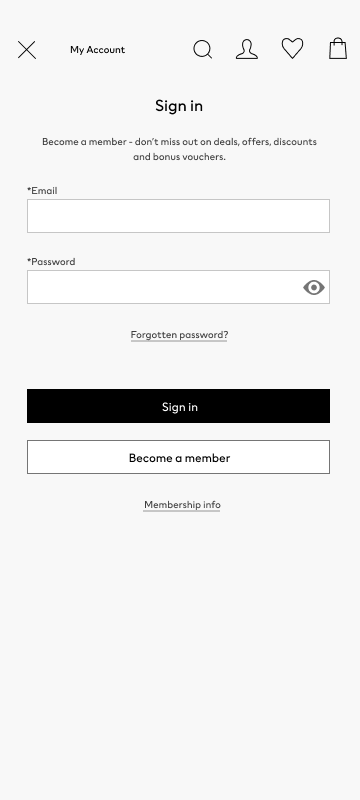 My Account
Sign in
Become a member - don't miss out on deals, offers, discounts
and bonus vouchers.
*Email
*Password
Forgotten password?
Sign in
Become a member
Membership info